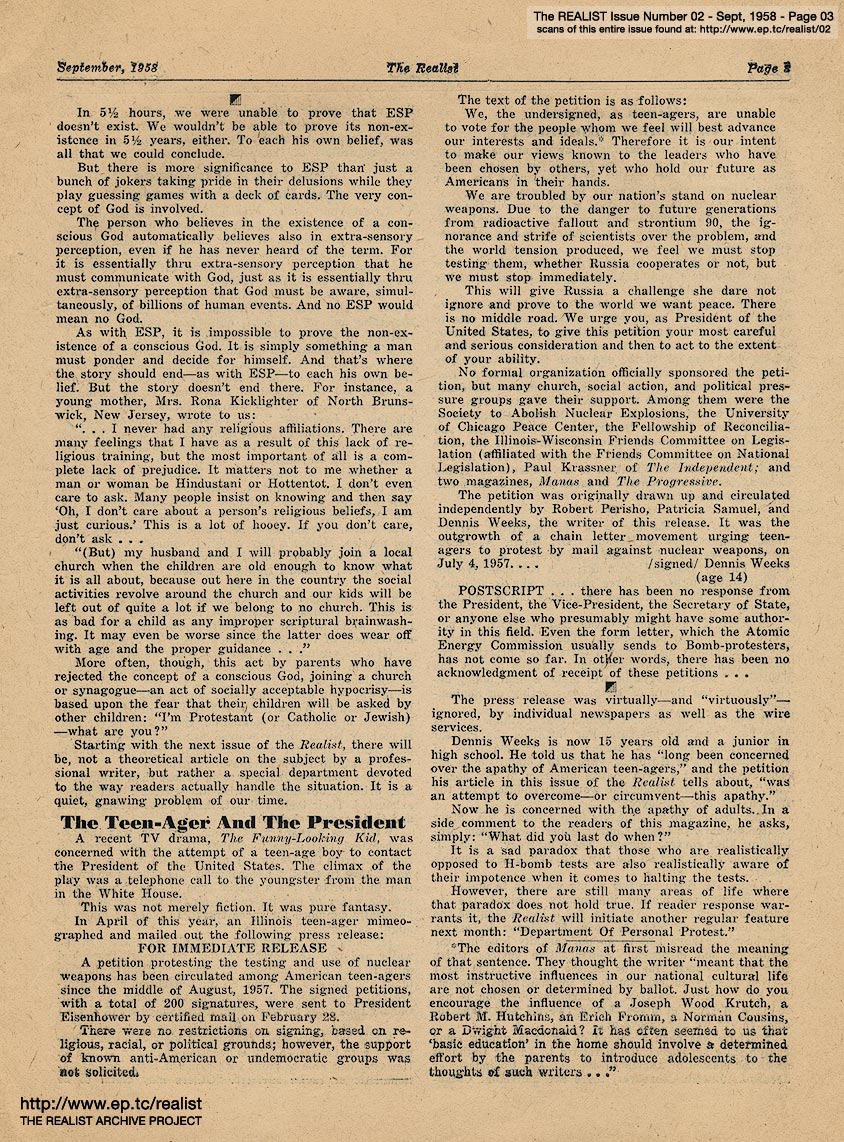 The REALIST Issue Number 02 - Sept, 1958 - Page 03
scans of this entire issue found at: http://www.ep.tc/realist/02
September, 1958
The Realist
Page 3
In 5½ hours, we were unable to prove that ESP
doesn't exist. We wouldn't be able to prove its non-ex-
istence in 5½ years, either. To each his own belief, was
all that we could conclude.
But there is more significance to ESP than just a
bunch of jokers taking pride in their delusions while they
play guessing games with a deck of cards. The very con-
cept of God is involved.
The person who believes in the existence of a con-
scious God automatically believes also in extra-sensory
perception, even if he has never heard of the term. For
it is essentially thru extra-sensory perception that he
must communicate with God, just as it is essentially thru
extra-sensory perception that God must be aware, simul-
taneously, of billions of human events. And no ESP would
mean no God.
As with ESP, it is impossible to prove the non-ex-
istence of a conscious God. It is simply something a man
must ponder and decide for himself. And that's where
the story should end—as with ESP—to each his own be-
lief. But the story doesn't end there. For instance, a
young mother, Mrs. Rona Kicklighter of North Bruns-
wick, New Jersey, wrote to us:
". . . I never had any religious affiliations. There are
many feelings that I have as a result of this lack of re-
ligious training, but the most important of all is a com-
plete lack of prejudice. It matters not to me whether a
man or woman be Hindustani or Hottentot. I don't even
care to ask. Many people insist on knowing and then say
'Oh, I don't care about a person's religious beliefs, I am
just curious.' This is a lot of hooey. If you don't care,
don't ask . . .
"(But) my husband and I will probably join a local
church when the children are old enough to know what
it is all about, because out here in the country the social
activities revolve around the church and our kids will be
left out of quite a lot if we belong to no church. This is
as bad for a child as any improper scriptural brainwash-
ing. It may even be worse since the latter does wear off
with age and the proper guidance . . ."
More often, though, this act by parents who have
rejected the concept of a conscious God, joining a church
or synagogue—an act of socially acceptable hypocrisy—is
based upon the fear that their children will be asked by
other children: "I'm Protestant (or Catholic or Jewish)
—what are you?"
Starting with the next issue of the Realist, there will
be, not a theoretical article on the subject by a profes-
sional writer, but rather a special department devoted
to the way readers actually handle the situation. It is a
quiet, gnawing problem of our time.
The Teen-Ager And The President
A recent TV drama, The Funny-Looking Kid, was
concerned with the attempt of a teen-age boy to contact
the President of the United States. The climax of the
play was a telephone call to the youngster from the man
in the White House.
This was not merely fiction. It was pure fantasy.
In April of this year, an Illinois teen-ager mimeo-
graphed and mailed out the following press release:
FOR IMMEDIATE RELEASE
A petition protesting the testing and use of nuclear
weapons has been circulated among American teen-agers
since the middle of August, 1957. The signed petitions,
with a total of 200 signatures, were sent to President
Eisenhower by certified mail on February 28.
There were no restrictions on signing, based on re-
ligious, racial, or political grounds; however, the support
of known anti-American or undemocratic groups was
not solicited.
The text of the petition is as follows:
We, the undersigned, as teen-agers, are unable
to vote for the people whom we feel will best advance
our interests and ideals.* Therefore it is our intent
to make our views known to the leaders who have
been chosen by others, yet who hold our future as
Americans in their hands.
We are troubled by our nation's stand on nuclear
weapons. Due to the danger to future generations
from radioactive fallout and strontium 90, the ig-
norance and strife of scientists over the problem, and
the world tension produced, we feel we must stop
testing them, whether Russia cooperates or not, but
we must stop immediately.
This will give Russia a challenge she dare not
ignore and prove to the world we want peace. There
is no middle road. We urge you, as President of the
United States, to give this petition your most careful
and serious consideration and then to act to the extent
of your ability.
No formal organization officially sponsored the peti-
tion, but many church, social action, and political pres-
sure groups gave their support. Among them were the
Society to Abolish Nuclear Explosions, the University
of Chicago Peace Center, the Fellowship of Reconcilia-
tion, the Illinois-Wisconsin Friends Committee on Legis-
lation (affiliated with the Friends Committee on National
Legislation), Paul Krassner of The Independent; and
two magazines, Manas and The Progressive.
The petition was originally drawn up and circulated
independently by Robert Perisho, Patricia Samuel, and
Dennis Weeks, the writer of this release. It was the
outgrowth of a chain letter movement urging teen-
agers to protest by mail against nuclear weapons, on
July 4, 1957. . . . /signed/ Dennis Weeks
(age 14)
POSTSCRIPT . . . there has been no response from
the President, the Vice-President, the Secretary of State,
or anyone else who presumably might have some author-
ity in this field. Even the form letter, which the Atomic
Energy Commission usually sends to Bomb-protesters,
has not come so far. In other words, there has been no
acknowledgment of receipt of these petitions . . .
The press release was virtually—and "virtuously"—
ignored, by individual newspapers as well as the wire
services.
Dennis Weeks is now 15 years old and a junior in
high school. He told us that he has "long been concerned
over the apathy of American teen-agers," and the petition
his article in this issue of the Realist tells about, "was
an attempt to overcome—or circumvent—this apathy."
Now he is concerned with the apathy of adults. In a
side comment to the readers of this magazine, he asks,
simply: "What did you last do when?"
It is a sad paradox that those who are realistically
opposed to H-bomb tests are also realistically aware of
their impotence when it comes to halting the tests.
However, there are still many areas of life where
that paradox does not hold true. If reader response war-
rants it, the Realist will initiate another regular feature
next month: "Department Of Personal Protest."
*The editors of Manas at first misread the meaning
of that sentence. They thought the writer "meant that the
most instructive influences in our national cultural life
are not chosen or determined by ballot. Just how do you
encourage the influence of a Joseph Wood Krutch, a
Robert M. Hutchins, an Erich Fromm, a Norman Cousins,
or a Dwight Macdonald? It has often seemed to us that
'basic education' in the home should involve a determined
effort by the parents to introduce adolescents to the
thoughts of such writers . . ."
http://www.ep.tc/realist
THE REALIST ARCHIVE PROJECT